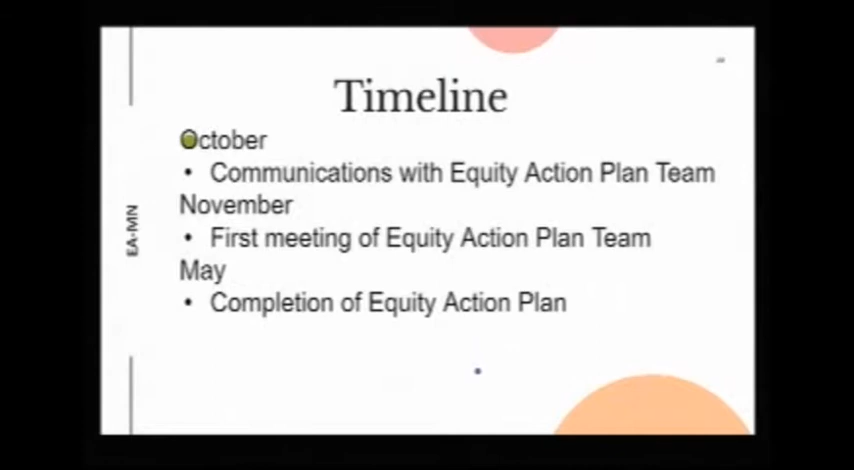 Timeline
October
• Communications with Equity Action Plan Team
November
• First meeting of Equity Action Plan Team
May
• Completion of Equity Action Plan
EA-MN